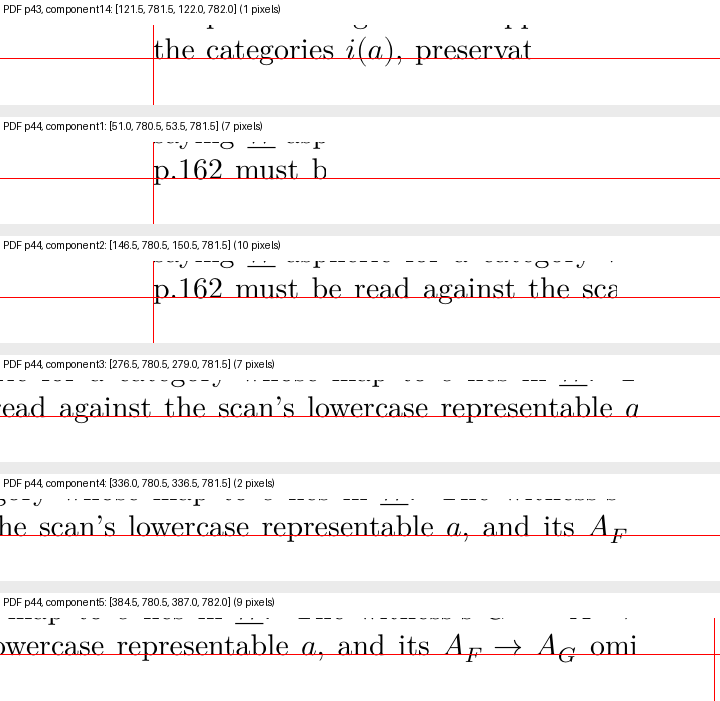 PDF p43, component14: [121.5, 781.5, 122.0, 782.0] (1 pixels)
the categories i(a), preservat
PDF p44, component1: [51.0, 780.5, 53.5, 781.5] (7 pixels)
p.162 must b
PDF p44, component2: [146.5, 780.5, 150.5, 781.5] (10 pixels)
p.162 must be read against the sca
PDF p44, component3: [276.5, 780.5, 279.0, 781.5] (7 pixels)
ead against the scan's lowercase representable a
PDF p44, component4: [336.0, 780.5, 336.5, 781.5] (2 pixels)
he scan's lowercase representable a, and its A_F
PDF p44, component5: [384.5, 780.5, 387.0, 782.0] (9 pixels)
owercase representable a, and its A_F → A_G omi